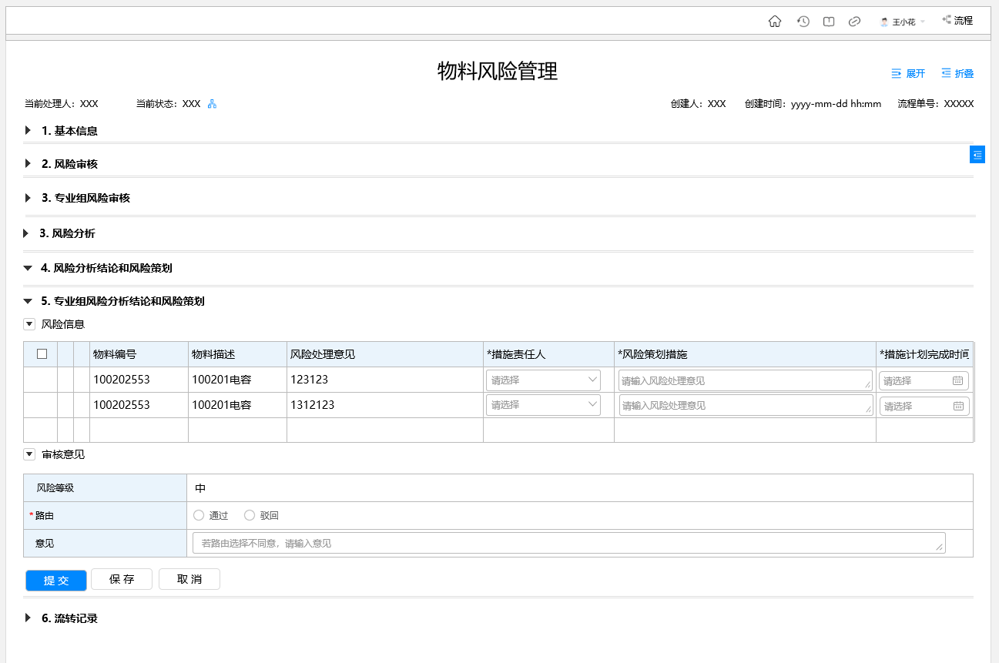 王小花 流程
物料风险管理
展开 折叠
当前处理人：XXX 当前状态：XXX 创建人：XXX 创建时间：yyyy-mm-dd hh:mm 流程单号：XXXXX
1. 基本信息
2. 风险审核
3. 专业组风险审核
3. 风险分析
4. 风险分析结论和风险策划
5. 专业组风险分析结论和风险策划
风险信息
物料编号 物料描述 风险处理意见 *措施责任人 *风险策划措施 *措施计划完成时间
100202553 100201电容 123123 请选择 请输入风险处理意见 请选择
100202553 100201电容 1312123 请选择 请输入风险处理意见 请选择
审核意见
风险等级 中
*路由 通过 驳回
意见 若路由选择不同意，请输入意见
提 交 保 存 取 消
6. 流转记录